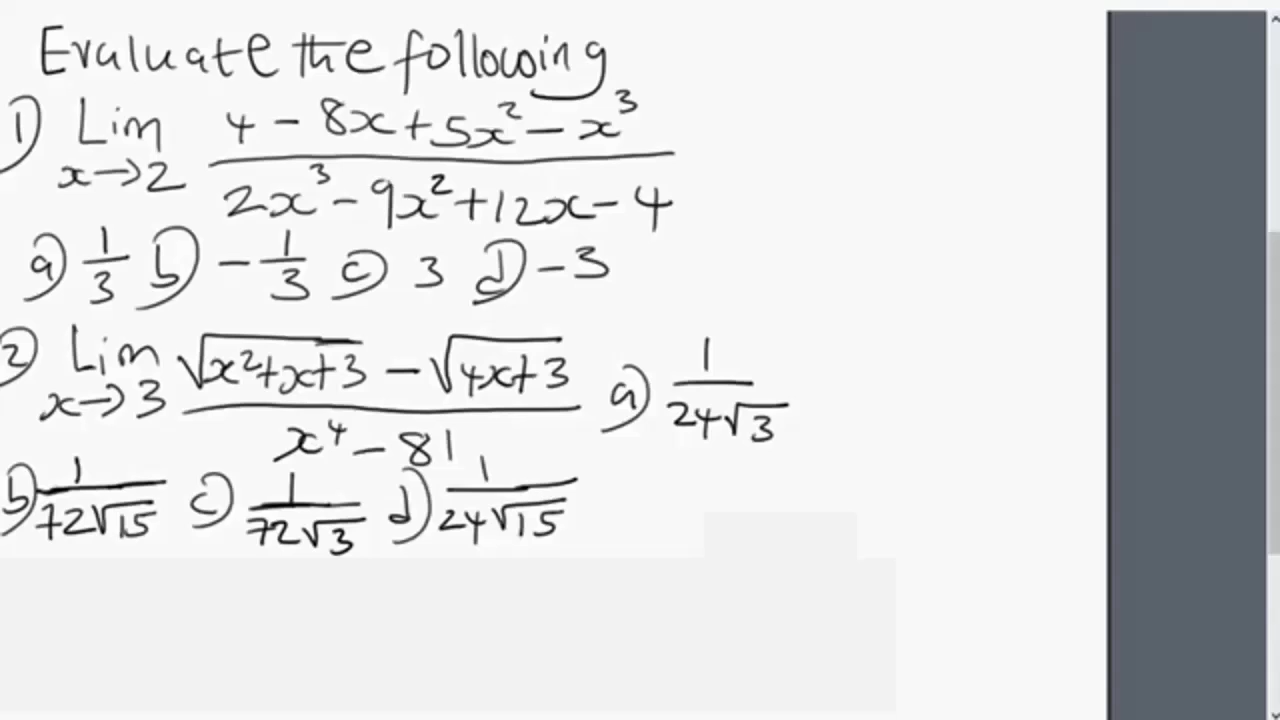 Evaluate the following
1) Lim x→2 (4 - 8x + 5x² - x³) / (2x³ - 9x² + 12x - 4)
a) 1/3 b) -1/3 c) 3 d) -3
2) Lim x→3 (√(x²+x+3) - √(4x+3)) / (x⁴ - 81) a) 1/(24√3)
b) 1/(72√15) c) 1/(72√3) d) 1/(24√15)